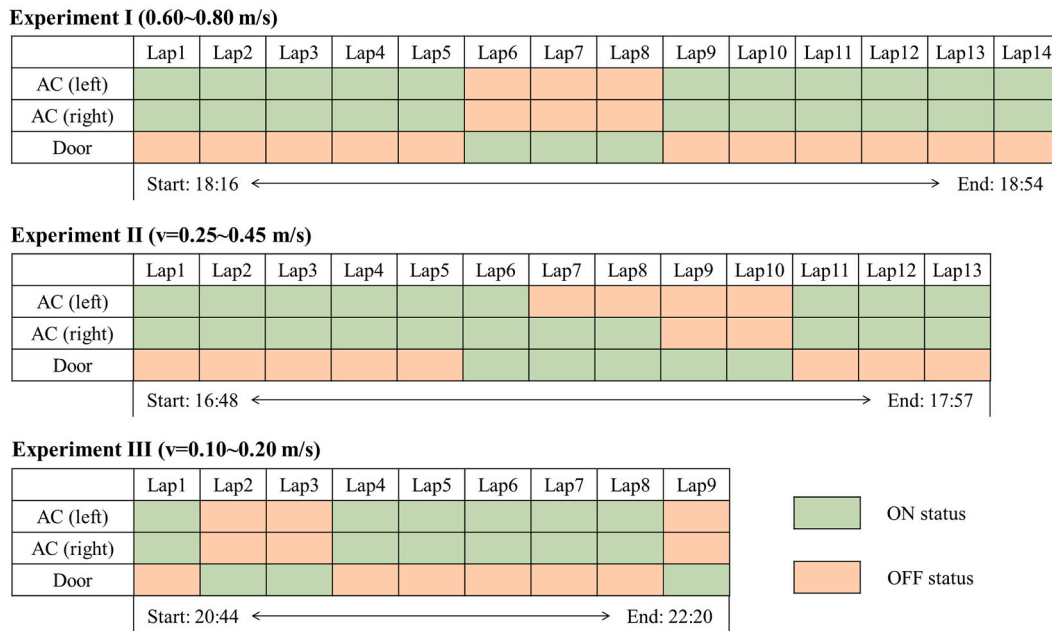 Experiment I (0.60~0.80 m/s)
Lap1 Lap2 Lap3 Lap4 Lap5 Lap6 Lap7 Lap8 Lap9 Lap10 Lap11 Lap12 Lap13 Lap14
AC (left)
AC (right)
Door
Start: 18:16 End: 18:54
Experiment II (v=0.25~0.45 m/s)
Lap1 Lap2 Lap3 Lap4 Lap5 Lap6 Lap7 Lap8 Lap9 Lap10 Lap11 Lap12 Lap13
AC (left)
AC (right)
Door
Start: 16:48 End: 17:57
Experiment III (v=0.10~0.20 m/s)
Lap1 Lap2 Lap3 Lap4 Lap5 Lap6 Lap7 Lap8 Lap9
AC (left)
AC (right)
Door
Start: 20:44 End: 22:20
ON status
OFF status